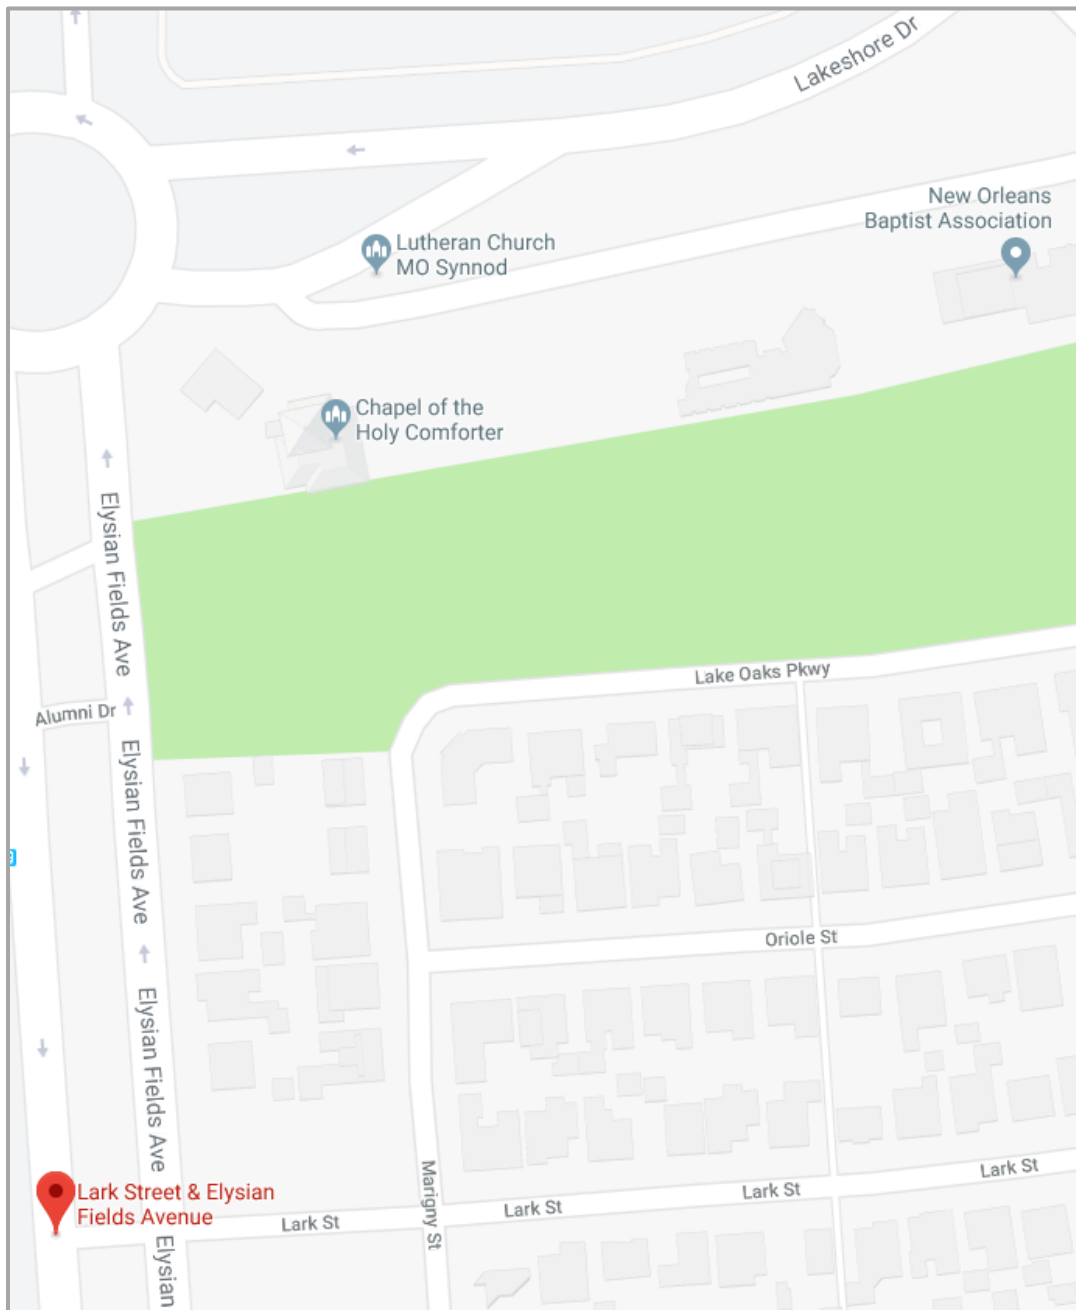 Lakeshore Dr
New Orleans
Baptist Association
Lutheran Church
MO Synnod
Chapel of the
Holy Comforter
Elysian Fields Ave
Lake Oaks Pkwy
Alumni Dr
Elysian Fields Ave
Oriole St
Elysian Fields Ave
Marigny St
Lark St
Lark St
Lark St
Lark Street & Elysian
Fields Avenue
Lark St
Elysian